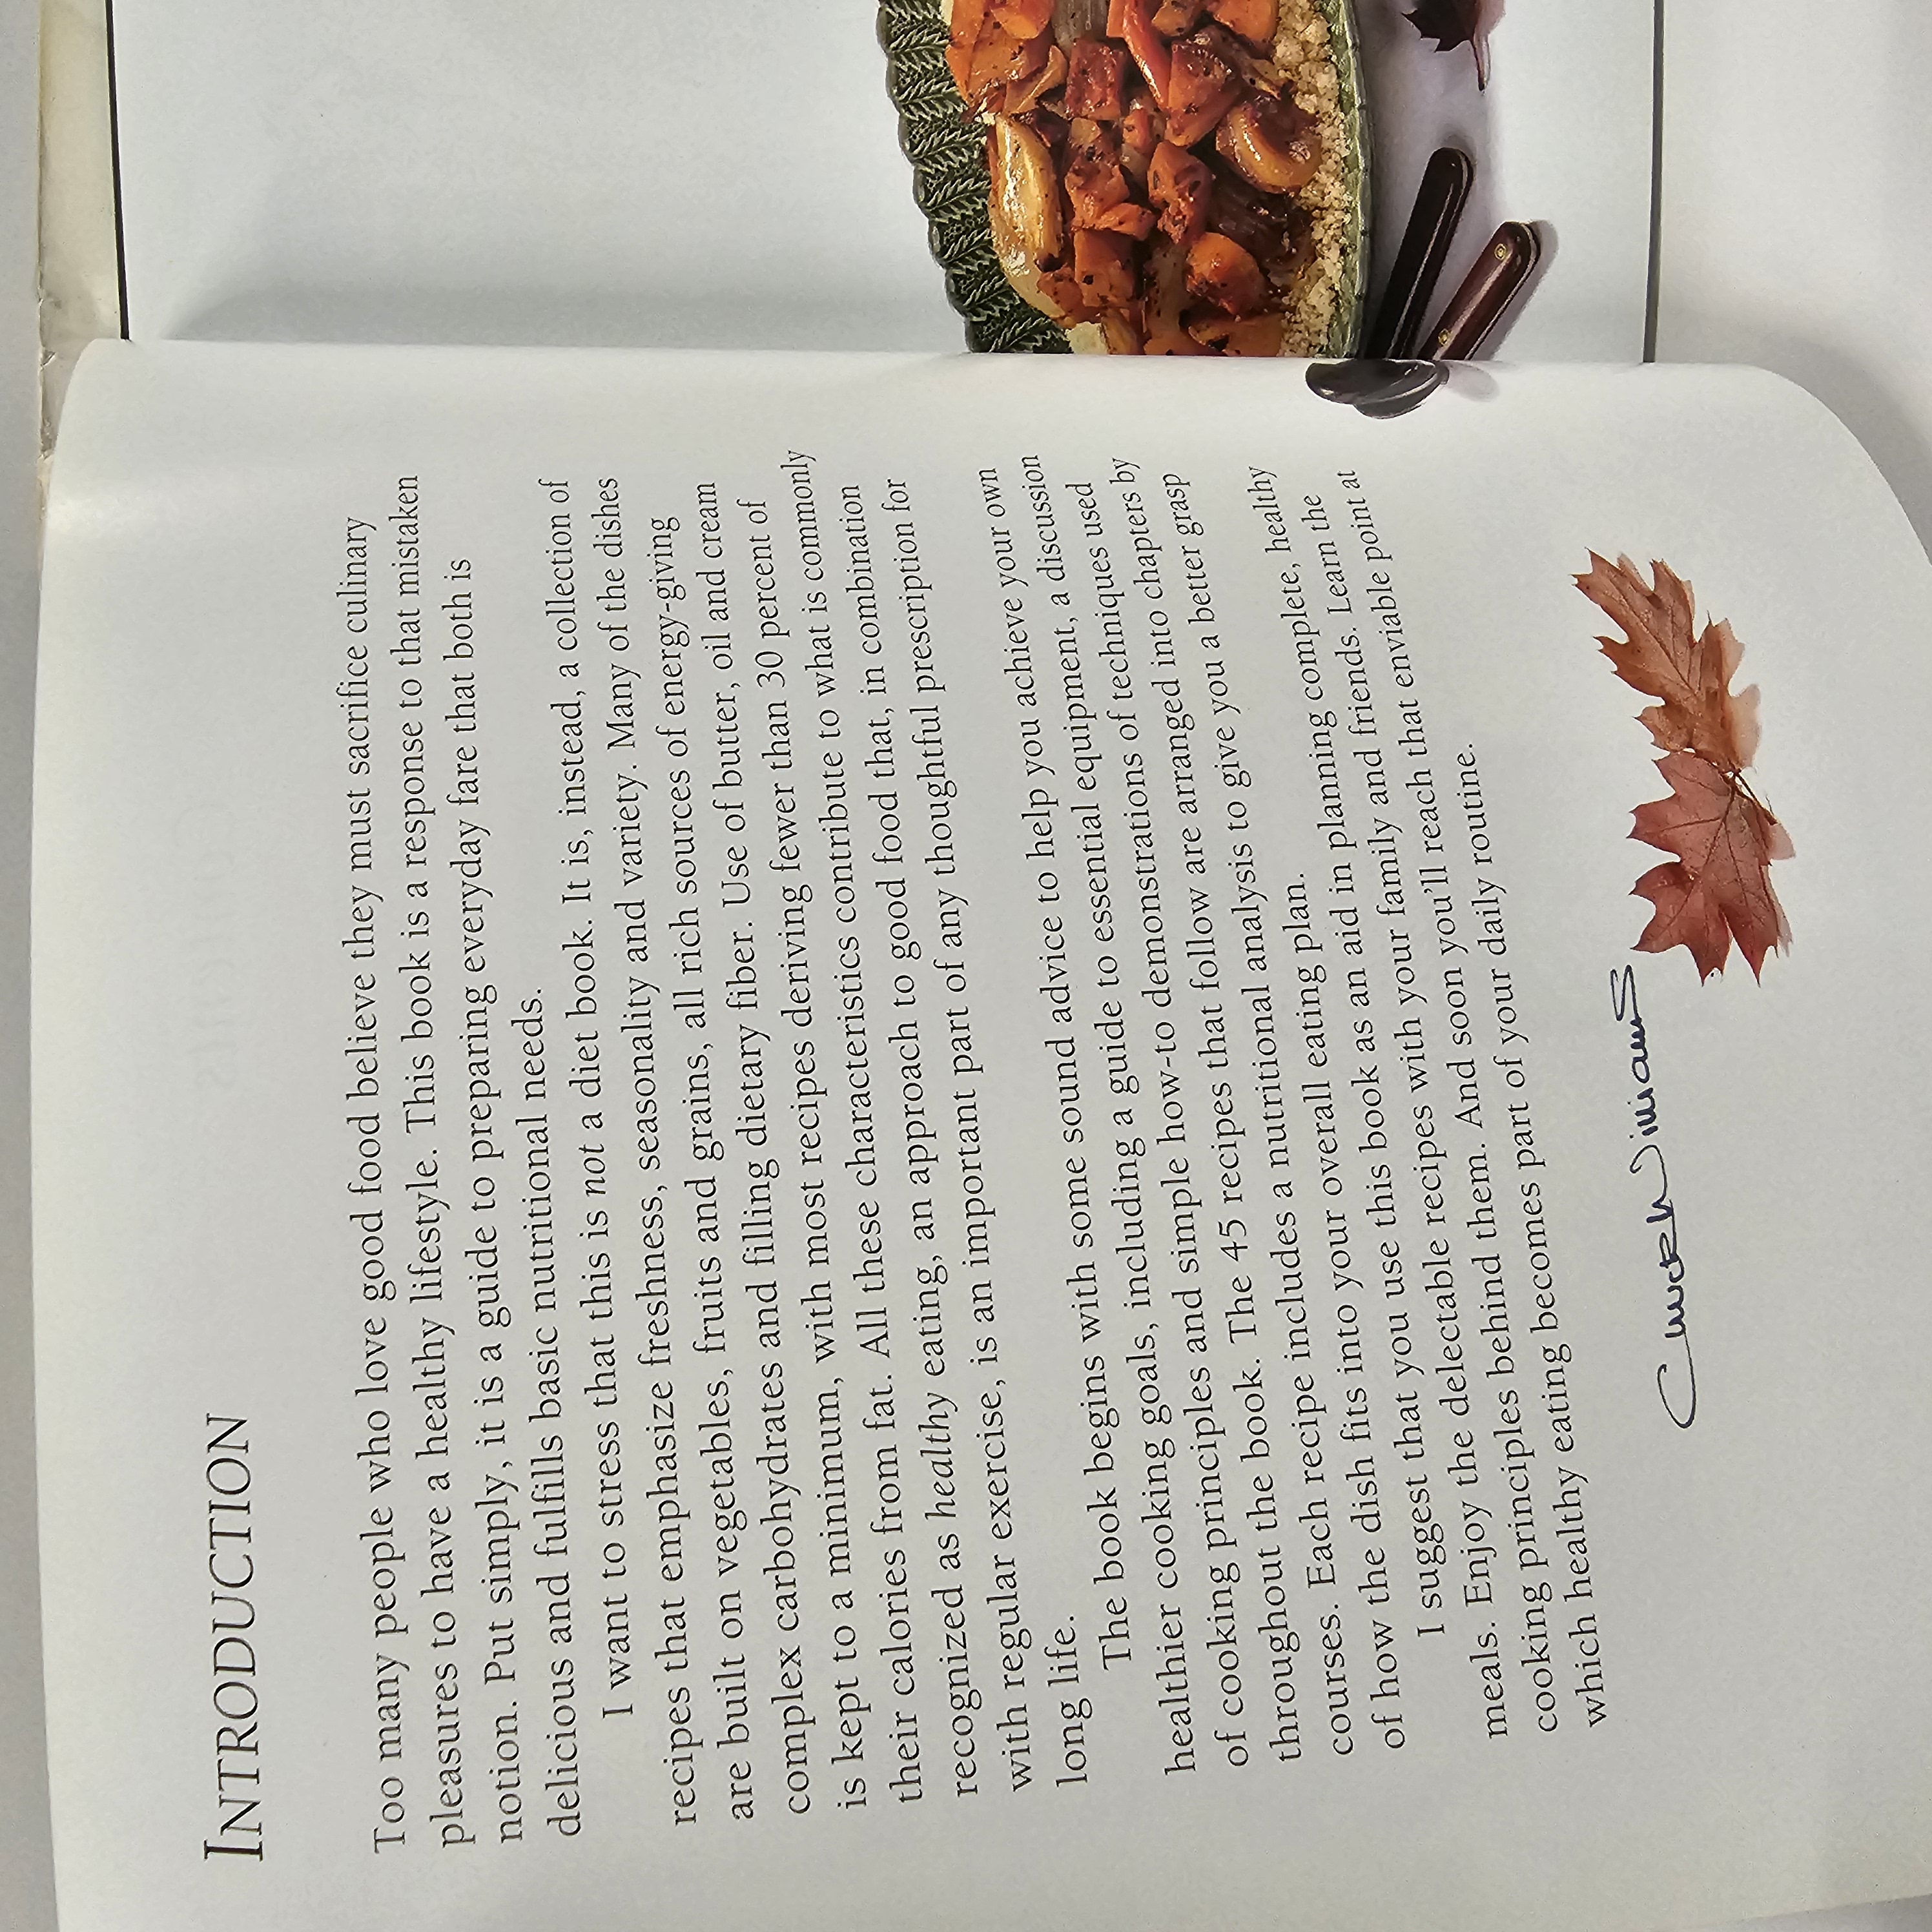 INTRODUCTION
Too many people who love good food believe they must sacrifice culinary
pleasures to have a healthy lifestyle. This book is a response to that mistaken
notion. Put simply, it is a guide to preparing everyday fare that both is
delicious and fulfills basic nutritional needs.
I want to stress that this is not a diet book. It is, instead, a collection of
recipes that emphasize freshness, seasonality and variety. Many of the dishes
are built on vegetables, fruits and grains, all rich sources of energy-giving
complex carbohydrates and filling dietary fiber. Use of butter, oil and cream
is kept to a minimum, with most recipes deriving fewer than 30 percent of
their calories from fat. All these characteristics contribute to what is commonly
recognized as healthy eating, an approach to good food that, in combination
with regular exercise, is an important part of any thoughtful prescription for
long life.
The book begins with some sound advice to help you achieve your own
healthier cooking goals, including a guide to essential equipment, a discussion
of cooking principles and simple how-to demonstrations of techniques used
throughout the book. The 45 recipes that follow are arranged into chapters by
courses. Each recipe includes a nutritional analysis to give you a better grasp
of how the dish fits into your overall eating plan.
I suggest that you use this book as an aid in planning complete, healthy
meals. Enjoy the delectable recipes with your family and friends. Learn the
cooking principles behind them. And soon you'll reach that enviable point at
which healthy eating becomes part of your daily routine.
Chuck Williams